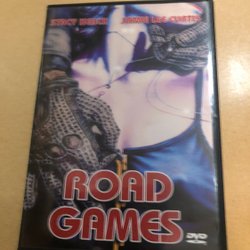 STACY KEACH JAMIE LEE CURTIS
ROAD
GAMES
DVD